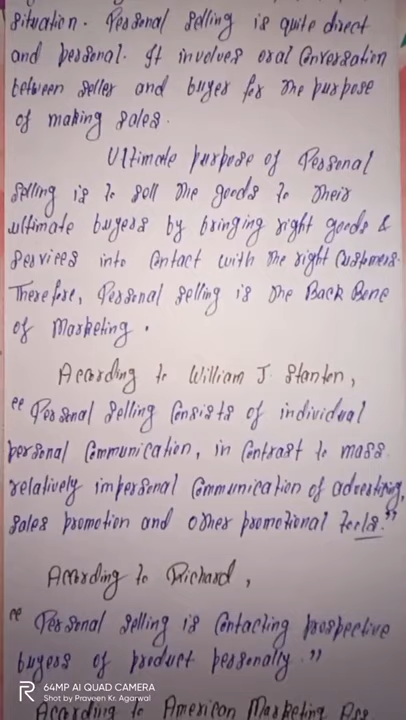 situation. Personal selling is quite direct
and personal. It involves oral Conversation
between seller and buyer for the purpose
of making sales.
Ultimate purpose of Personal
selling is to sell the goods to their
ultimate buyers by bringing right goods &
services into Contact with the right Customers.
Therefore, Personal selling is the Back Bone
of Marketing.
According to William J. Stanton,
"Personal selling Consists of individual
personal Communication, in Contrast to mass
relatively impersonal Communication of advertising,
sales promotion and other promotional tools."
According to Richard,
"Personal selling is Contacting prospective
buyers of product personally."
64MP AI QUAD CAMERA
Shot by Praveen Kr. Agarwal
According to American Marketing